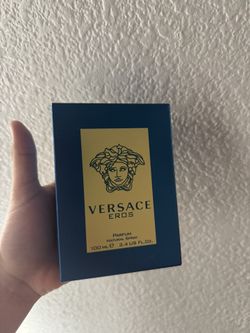 VERSACE
EROS
PARFUM
NATURAL SPRAY
100 ML ℮ 3.4 US FL.OZ.